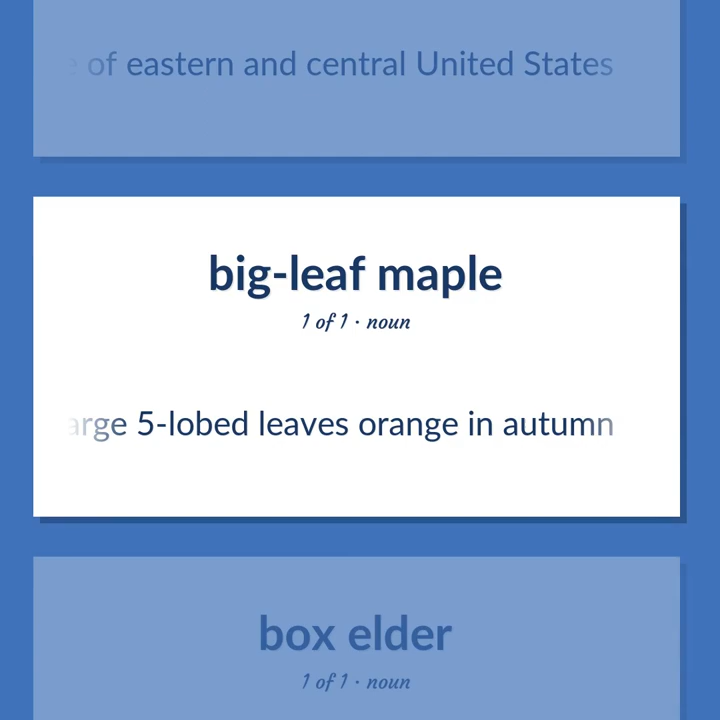 of eastern and central United States
big-leaf maple
1 of 1 · noun
5-lobed leaves orange in autumn
box elder
1 of 1 · noun